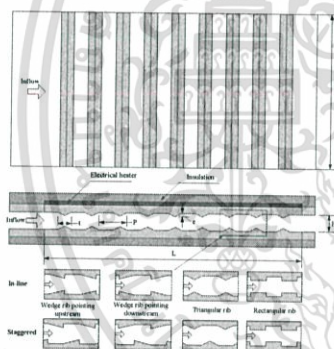 Inflow
Electrical heater Insulation
Inflow
t P e
L
In-line
Wedge rib pointing upstream Wedge rib pointing downstream Triangular rib Rectangular rib
Staggered